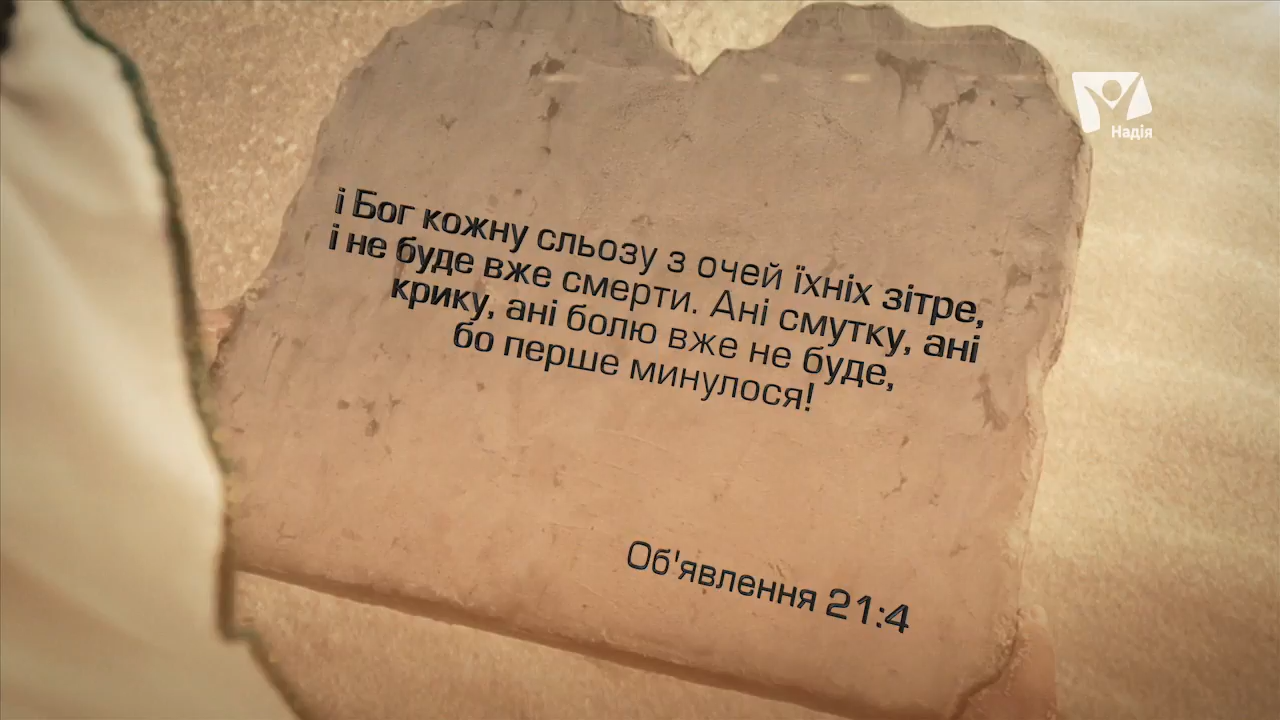 Надія
і Бог кожну сльозу з очей їхніх зітре,
і не буде вже смерти. Ані смутку, ані
крику, ані болю вже не буде,
бо перше минулося!
Об'явлення 21:4